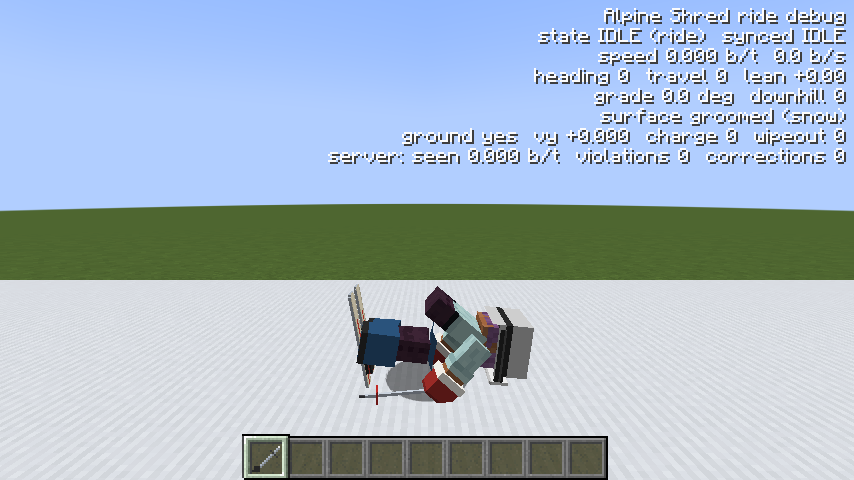 Alpine Shred ride debug
state IDLE (ride)  synced IDLE
speed 0.000 b/t  0.0 b/s
heading 0  travel 0  lean +0.00
grade 0.0 deg  downhill 0
surface groomed (snow)
ground yes  vy +0.000  charge 0  wipeout 0
server: seen 0.000 b/t  violations 0  corrections 0